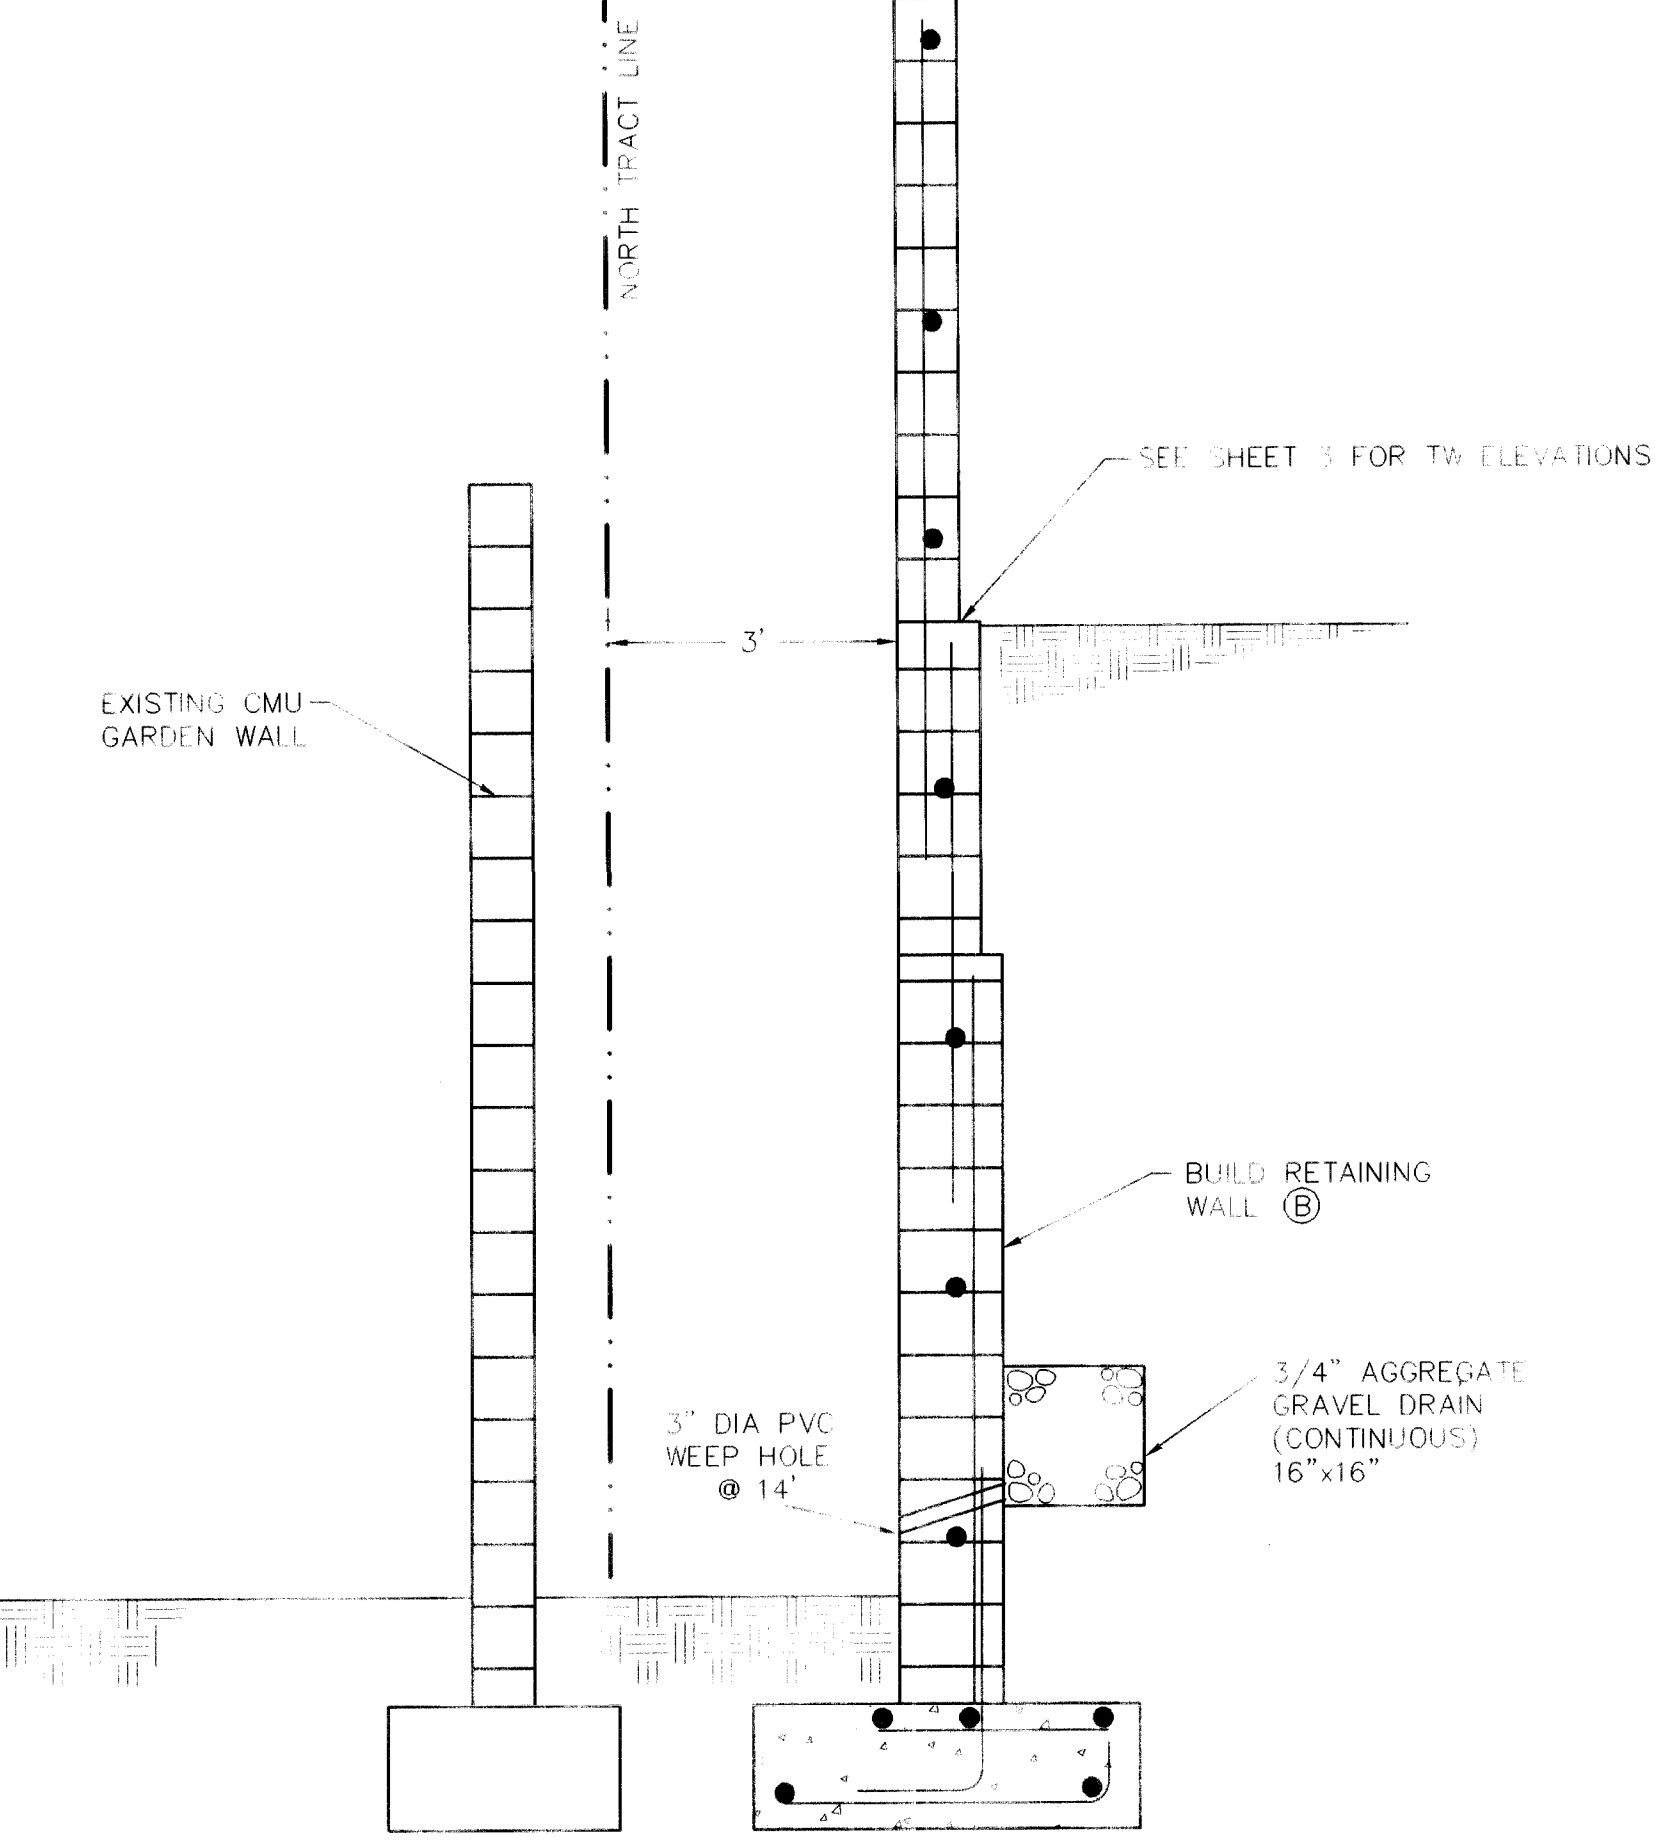 NORTH TRACT LINE
SEE SHEET 3 FOR TW ELEVATIONS
3'
EXISTING CMU
GARDEN WALL
BUILD RETAINING
WALL Ⓑ
3/4" AGGREGATE
GRAVEL DRAIN
(CONTINUOUS)
16"x16"
3" DIA PVC
WEEP HOLE
@ 14'